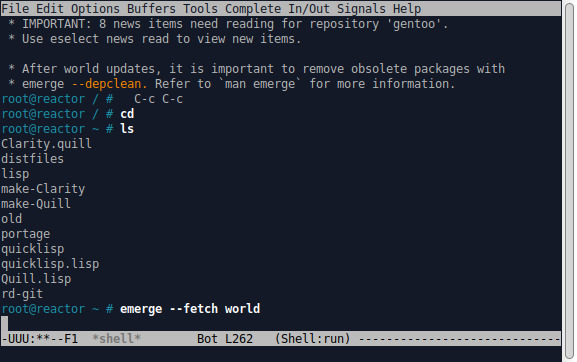 File Edit Options Buffers Tools Complete In/Out Signals Help
* IMPORTANT: 8 news items need reading for repository 'gentoo'.
* Use eselect news read to view new items.
* After world updates, it is important to remove obsolete packages with
* emerge --depclean. Refer to `man emerge` for more information.
root@reactor / #   C-c C-c
root@reactor / # cd
root@reactor ~ # ls
Clarity.quill
distfiles
lisp
make-Clarity
make-Quill
old
portage
quicklisp
quicklisp.lisp
Quill.lisp
rd-git
root@reactor ~ # emerge --fetch world
-UUU:**--F1  *shell*        Bot L262   (Shell:run) -----------------------------